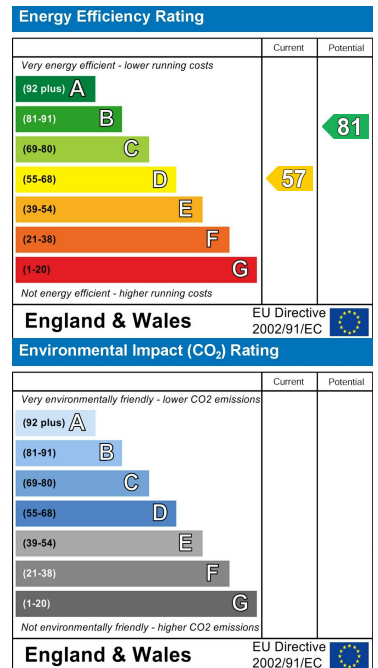 Energy Efficiency Rating
Current Potential
Very energy efficient - lower running costs
(92 plus) A
(81-91) B
81
(69-80) C
(55-68) D
57
(39-54) E
(21-38) F
(1-20) G
Not energy efficient - higher running costs
England & Wales
EU Directive
2002/91/EC
Environmental Impact (CO₂) Rating
Current Potential
Very environmentally friendly - lower CO2 emissions
(92 plus) A
(81-91) B
(69-80) C
(55-68) D
(39-54) E
(21-38) F
(1-20) G
Not environmentally friendly - higher CO2 emissions
England & Wales
EU Directive
2002/91/EC